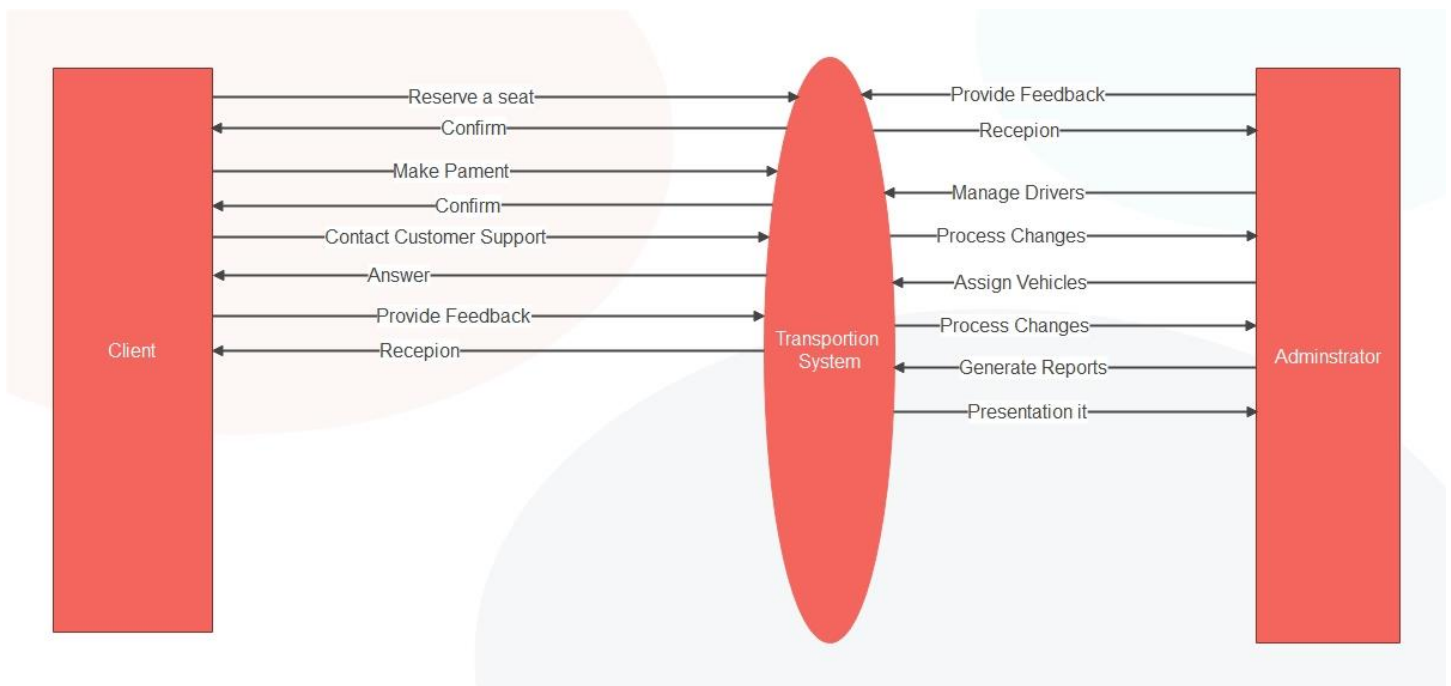 Reserve a seat
Confirm
Make Pament
Confirm
Contact Customer Support
Answer
Provide Feedback
Recepion
Client
Transportion
System
Provide Feedback
Recepion
Manage Drivers
Process Changes
Assign Vehicles
Process Changes
Generate Reports
Presentation it
Adminstrator